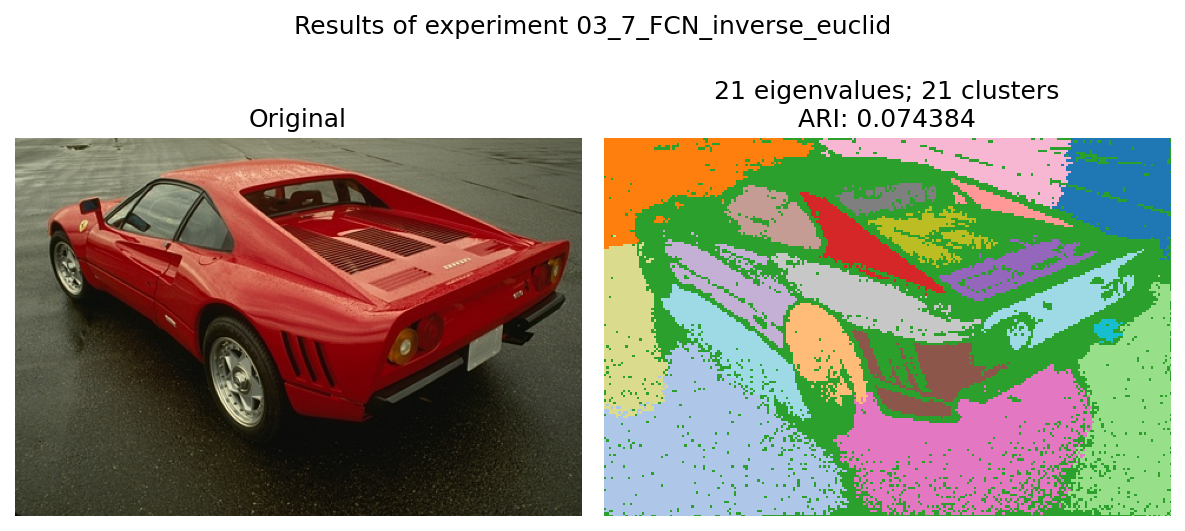 Results of experiment 03_7_FCN_inverse_euclid
Original
21 eigenvalues; 21 clusters
ARI: 0.074384